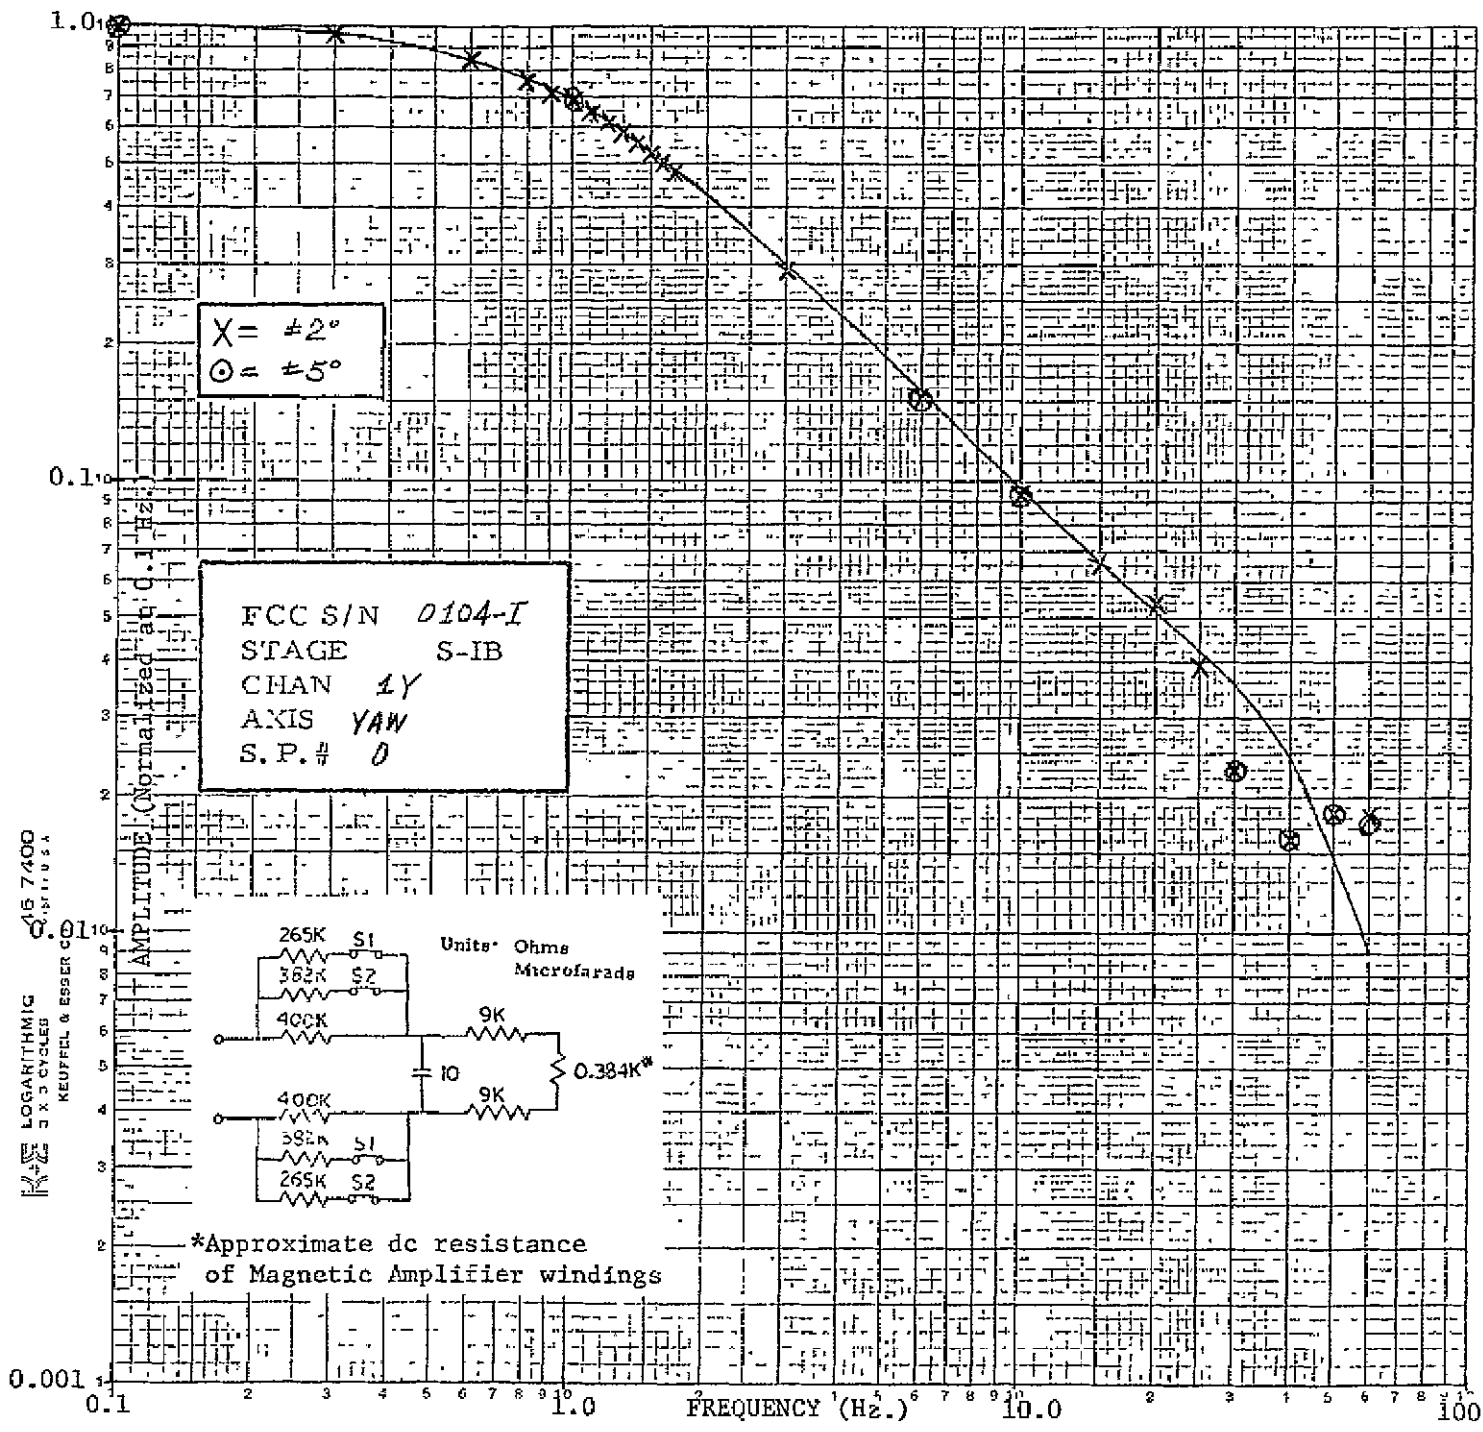 1.0
X = ±2°
⊙ = ±5°
0.1
AMPLITUDE (Normalized at 0.1 Hz.)
FCC S/N 0104-I
STAGE S-IB
CHAN 1Y
AXIS YAW
S.P.# 0
0.01
46 7400
K+E LOGARITHMIC
3 X 3 CYCLES
KEUFFEL & ESSER CO
265K S1
382K S2
400K
Units· Ohms
Microfarads
9K
10
0.384K*
9K
400K
382K S1
265K S2
*Approximate dc resistance
of Magnetic Amplifier windings
0.001
0.1 1.0 FREQUENCY (Hz.) 10.0 100